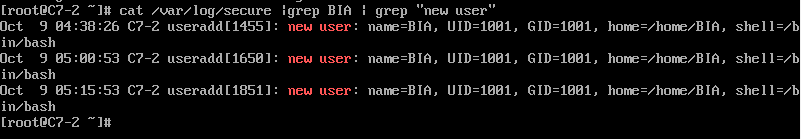 [root@C7-2 ~]# cat /var/log/secure |grep BIA | grep "new user"
Oct  9 04:38:26 C7-2 useradd[1455]: new user: name=BIA, UID=1001, GID=1001, home=/home/BIA, shell=/b
in/bash
Oct  9 05:00:53 C7-2 useradd[1650]: new user: name=BIA, UID=1001, GID=1001, home=/home/BIA, shell=/b
in/bash
Oct  9 05:15:53 C7-2 useradd[1851]: new user: name=BIA, UID=1001, GID=1001, home=/home/BIA, shell=/b
in/bash
[root@C7-2 ~]#